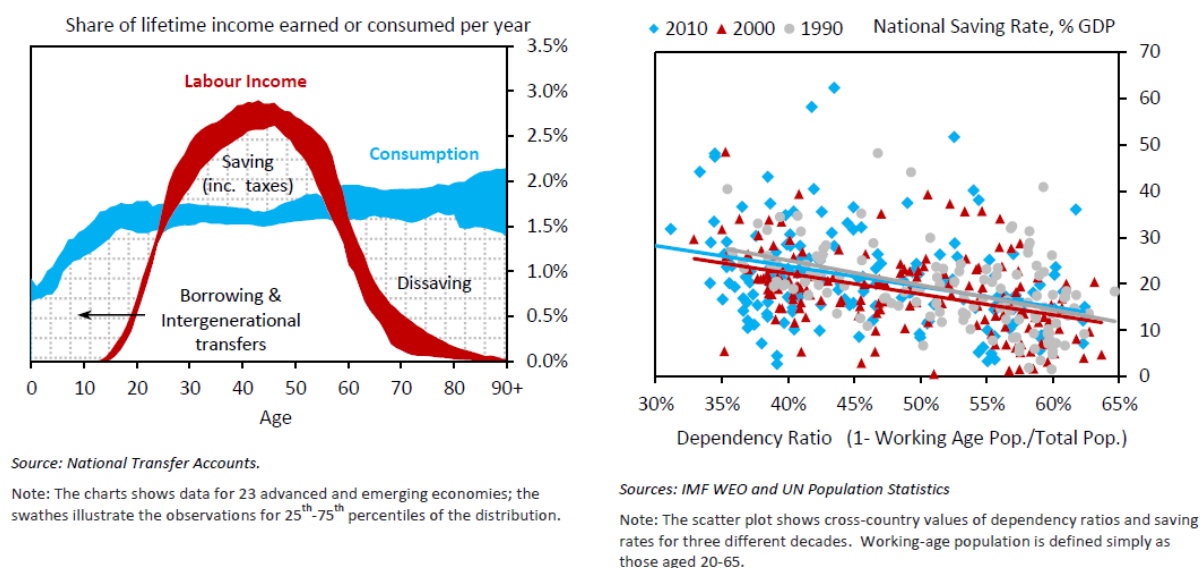 Share of lifetime income earned or consumed per year
3.5%
Labour Income
3.0%
2.5%
Consumption
Saving
(inc. taxes)
2.0%
1.5%
Dissaving
1.0%
Borrowing &
Intergenerational
transfers
0.5%
0.0%
0 10 20 30 40 50 60 70 80 90+
Age
Source: National Transfer Accounts.
Note: The charts shows data for 23 advanced and emerging economies; the
swathes illustrate the observations for 25th-75th percentiles of the distribution.
2010 2000 1990 National Saving Rate, % GDP
70
60
50
40
30
20
10
0
30% 35% 40% 45% 50% 55% 60% 65%
Dependency Ratio (1- Working Age Pop./Total Pop.)
Sources: IMF WEO and UN Population Statistics
Note: The scatter plot shows cross-country values of dependency ratios and saving
rates for three different decades. Working-age population is defined simply as
those aged 20-65.